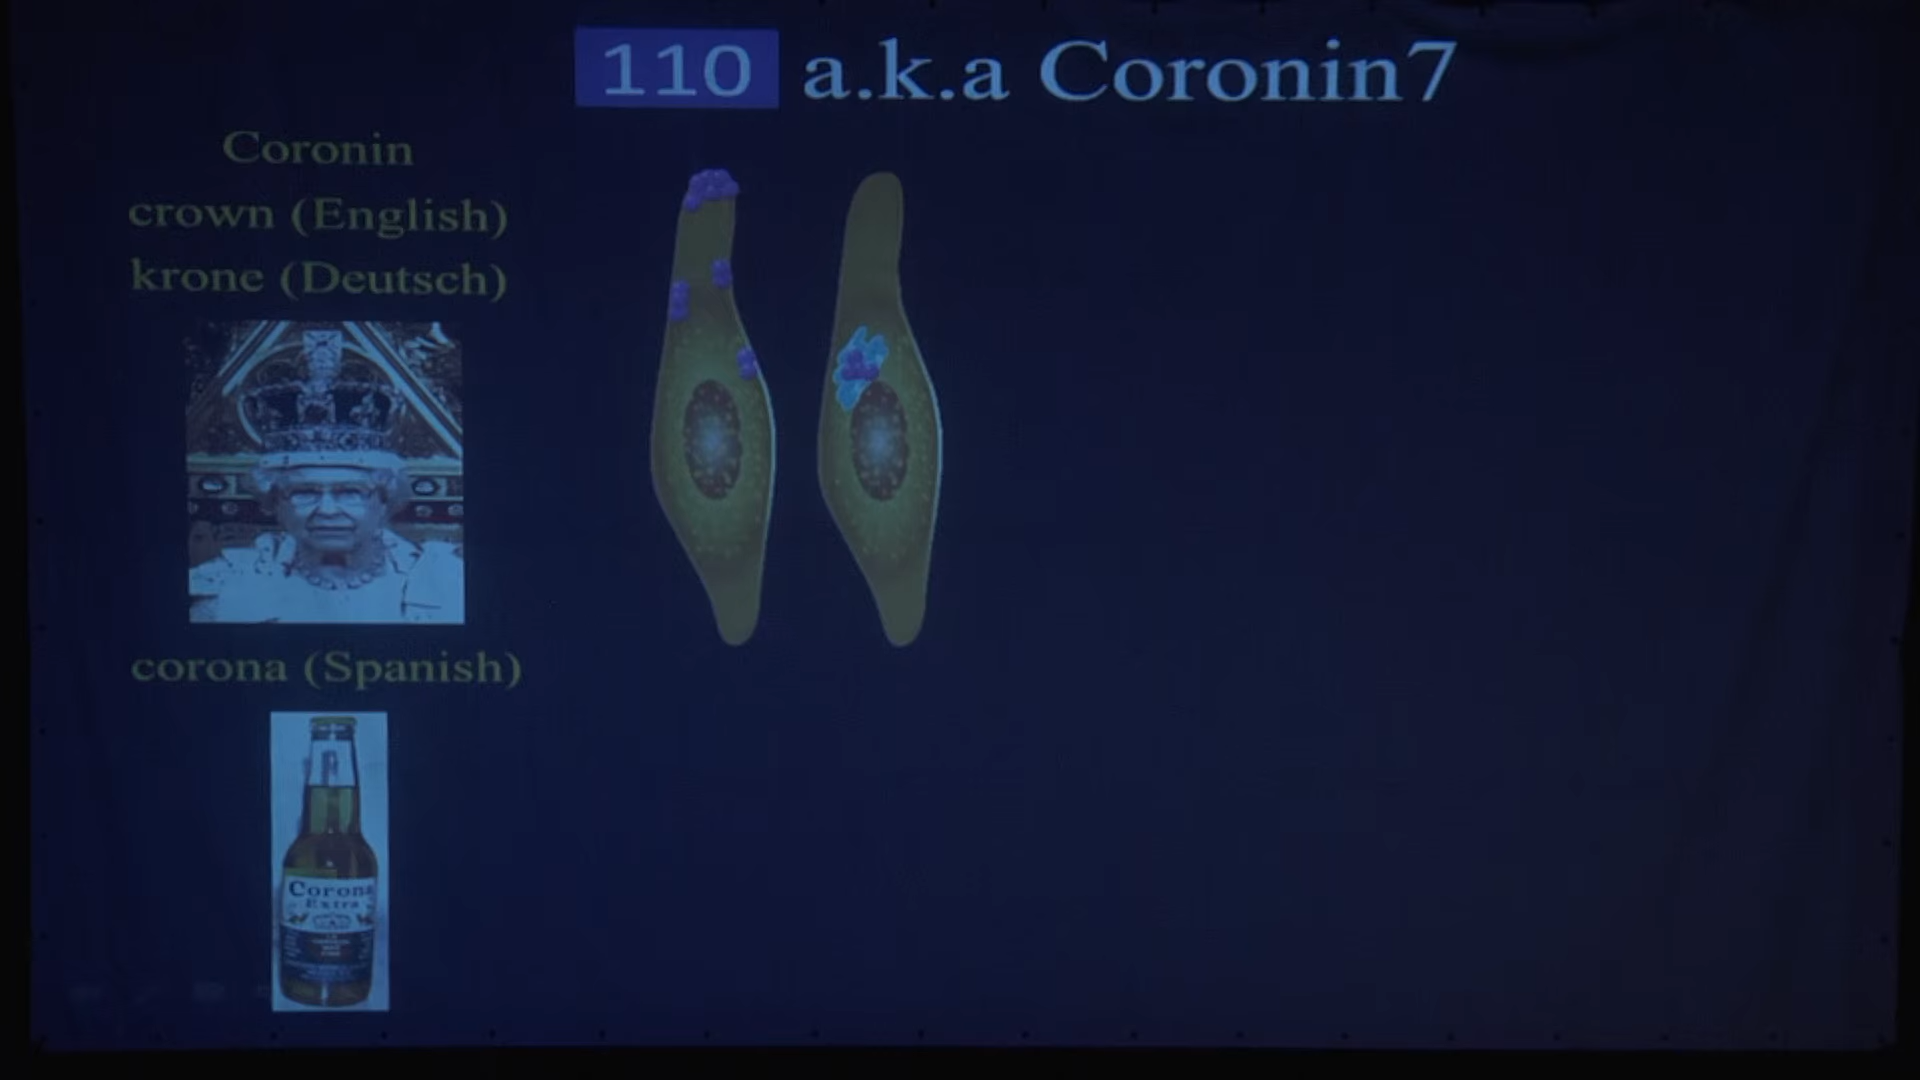 110 a.k.a Coronin7
Coronin
crown (English)
krone (Deutsch)
corona (Spanish)
Corona
Extra